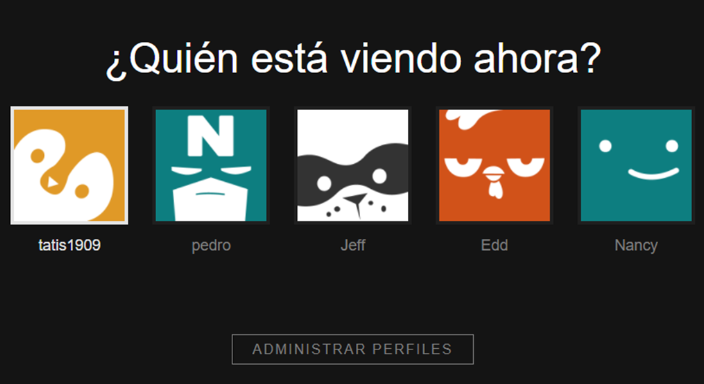 ¿Quién está viendo ahora?
N
tatis1909 pedro Jeff Edd Nancy
ADMINISTRAR PERFILES